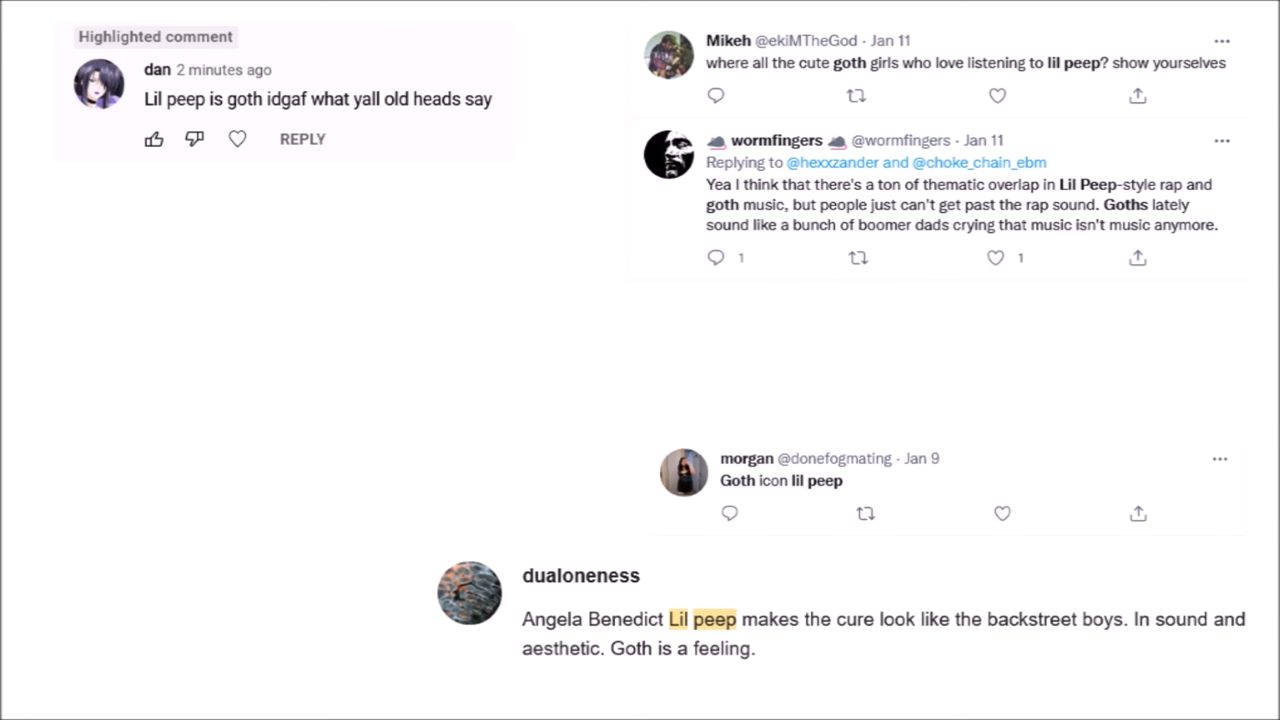 Highlighted comment
dan 2 minutes ago
Lil peep is goth idgaf what yall old heads say
REPLY
Mikeh @ekiMTheGod · Jan 11
where all the cute goth girls who love listening to lil peep? show yourselves
wormfingers @wormfingers · Jan 11
Replying to @hexxzander and @choke_chain_ebm
Yea I think that there's a ton of thematic overlap in Lil Peep-style rap and
goth music, but people just can't get past the rap sound. Goths lately
sound like a bunch of boomer dads crying that music isn't music anymore.
1 1
morgan @donefogmating · Jan 9
Goth icon lil peep
dualoneness
Angela Benedict Lil peep makes the cure look like the backstreet boys. In sound and
aesthetic. Goth is a feeling.